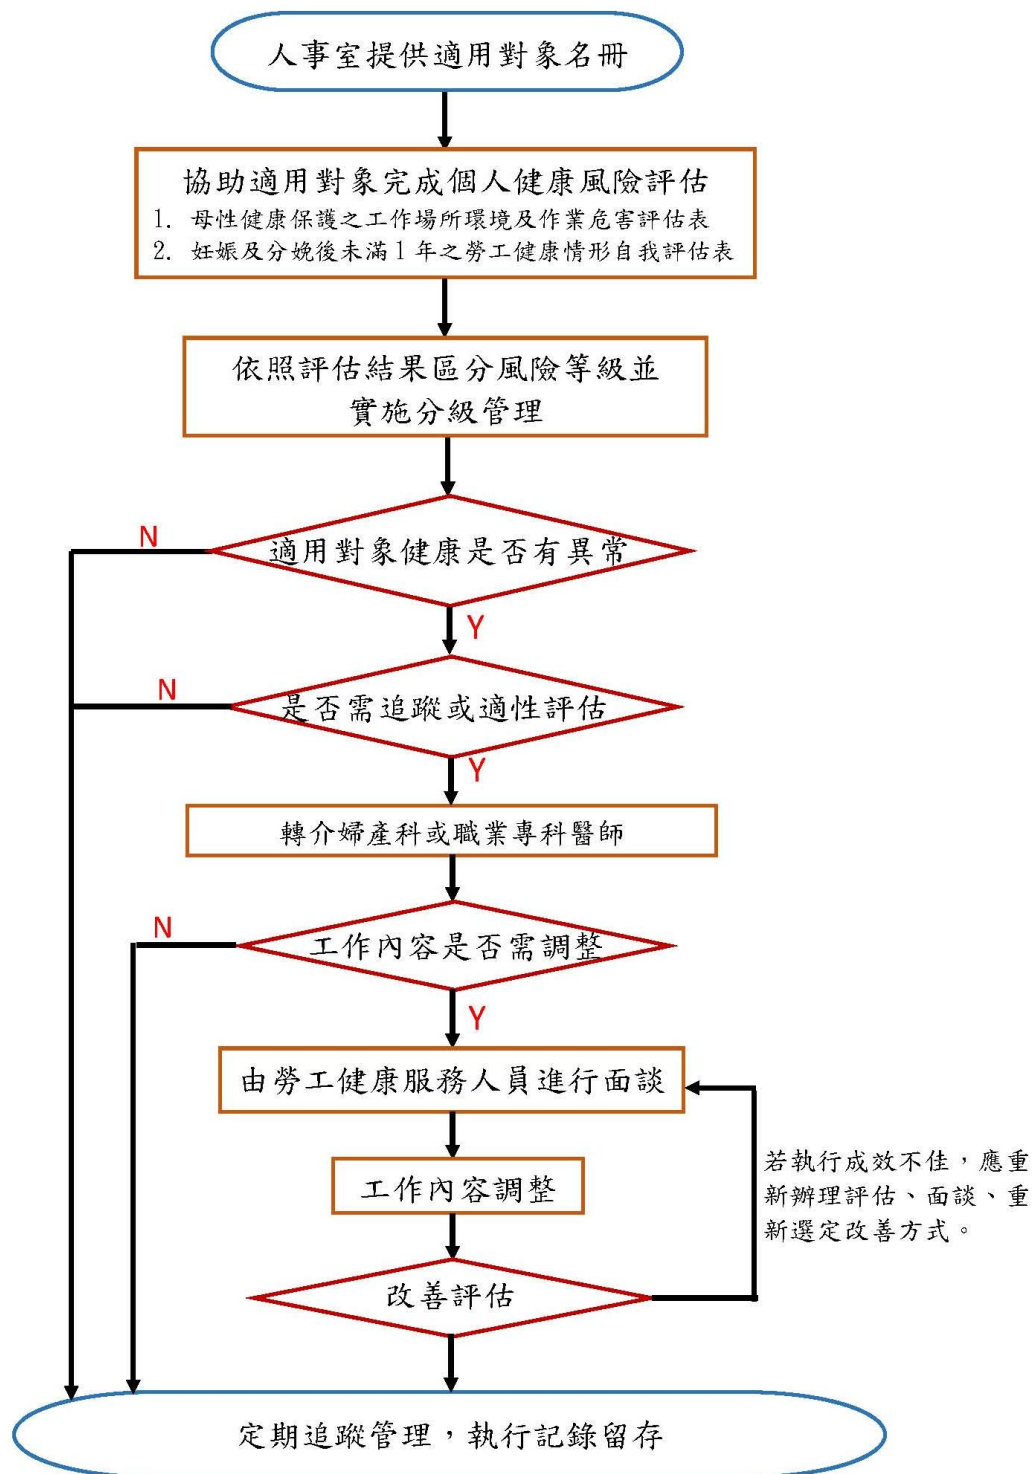 人事室提供適用對象名冊
協助適用對象完成個人健康風險評估
1. 母性健康保護之工作場所環境及作業危害評估表
2. 妊娠及分娩後未滿1年之勞工健康情形自我評估表
依照評估結果區分風險等級並
實施分級管理
N
適用對象健康是否有異常
Y
N
是否需追蹤或適性評估
Y
轉介婦產科或職業專科醫師
N
工作內容是否需調整
Y
由勞工健康服務人員進行面談
工作內容調整
若執行成效不佳，應重
新辦理評估、面談、重
新選定改善方式。
改善評估
定期追蹤管理，執行記錄留存